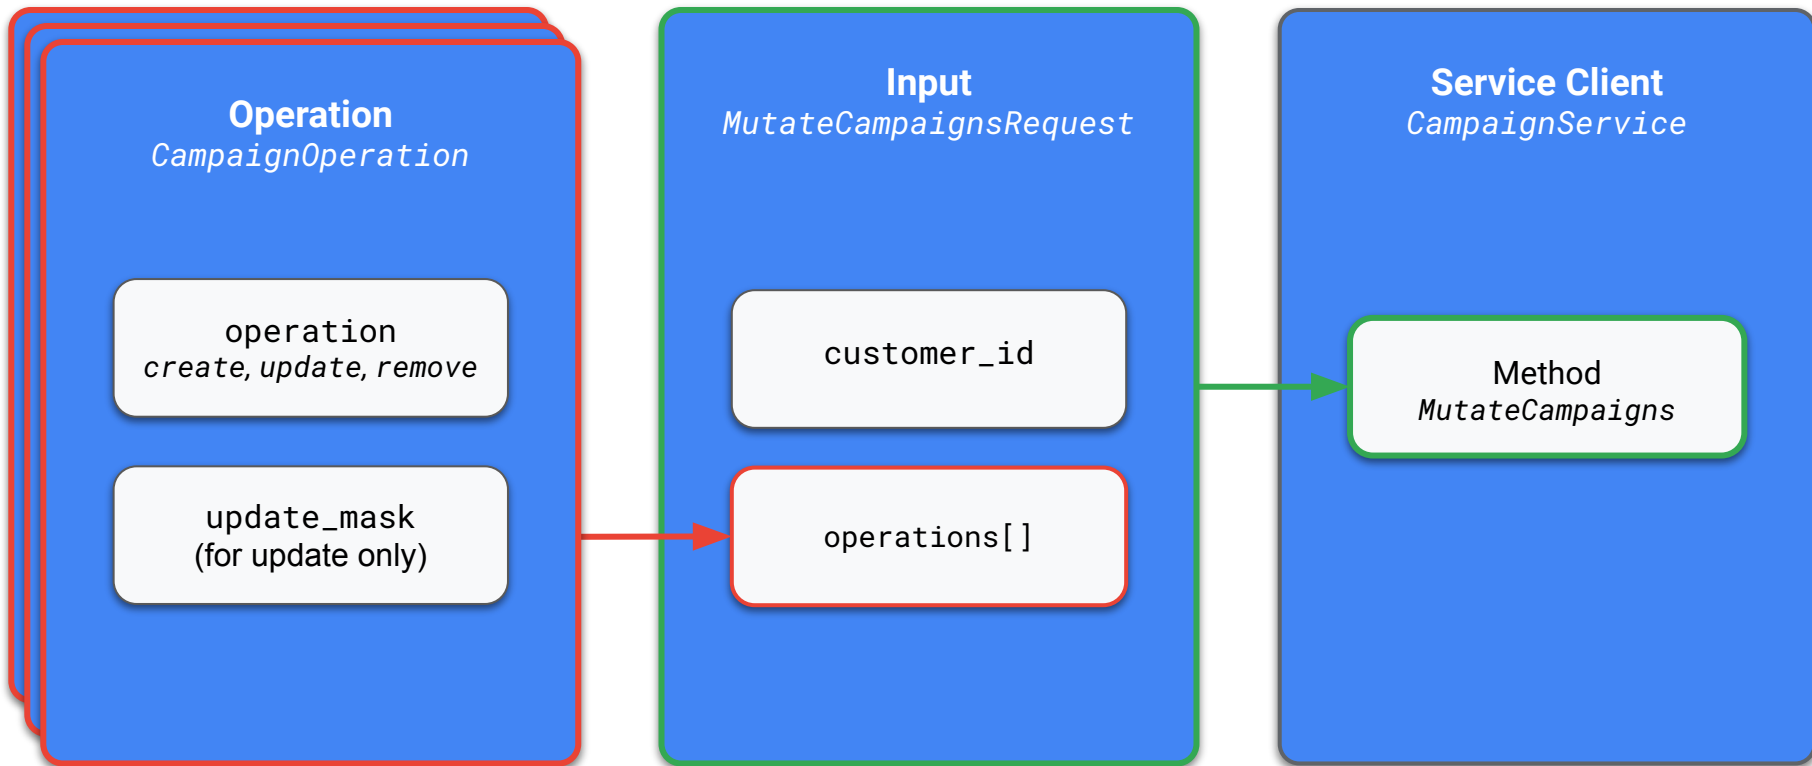 Operation
CampaignOperation
operation
create, update, remove
update_mask
(for update only)
Input
MutateCampaignsRequest
customer_id
operations[]
Service Client
CampaignService
Method
MutateCampaigns